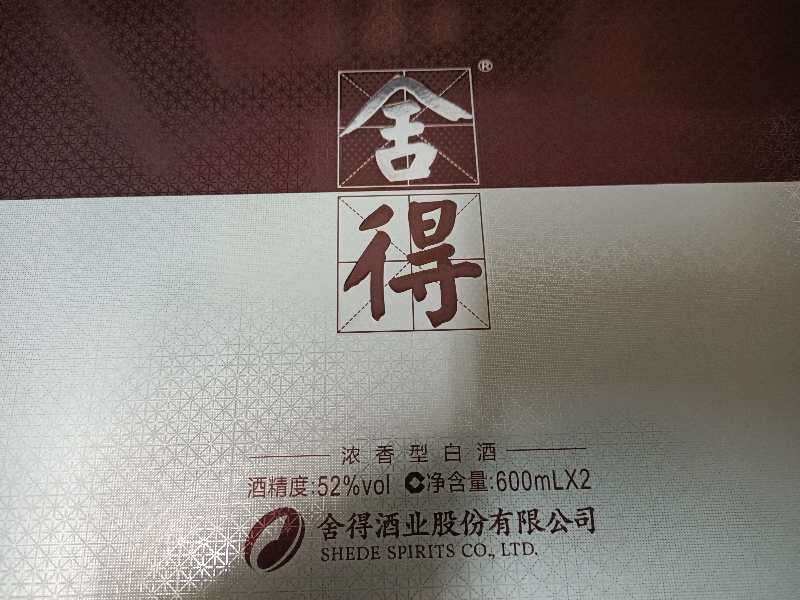 舍®
得
浓香型白酒
酒精度:52%vol 净含量:600mLX2
舍得酒业股份有限公司
SHEDE SPIRITS CO., LTD.